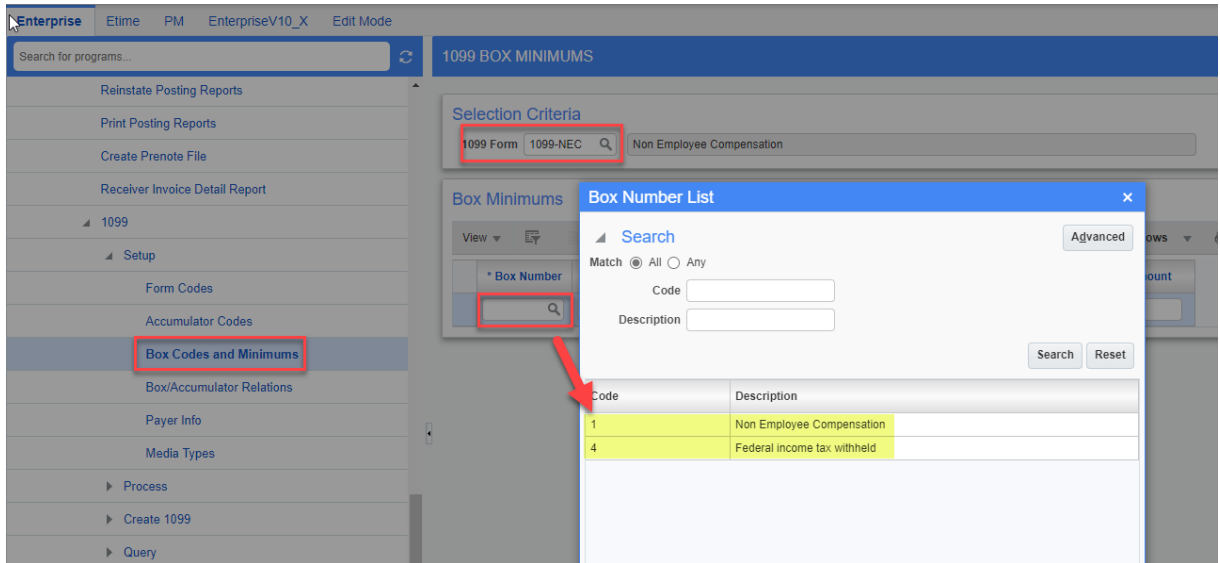 Enterprise Etime PM EnterpriseV10_X Edit Mode
Search for programs...
Reinstate Posting Reports
Print Posting Reports
Create Prenote File
Receiver Invoice Detail Report
1099
Setup
Form Codes
Accumulator Codes
Box Codes and Minimums
Box/Accumulator Relations
Payer Info
Media Types
Process
Create 1099
Query
1099 BOX MINIMUMS
Selection Criteria
1099 Form 1099-NEC Non Employee Compensation
Box Minimums
View
* Box Number
Box Number List
Search
Advanced
Match All Any
Code
Description
Search Reset
Code Description
1 Non Employee Compensation
4 Federal income tax withheld